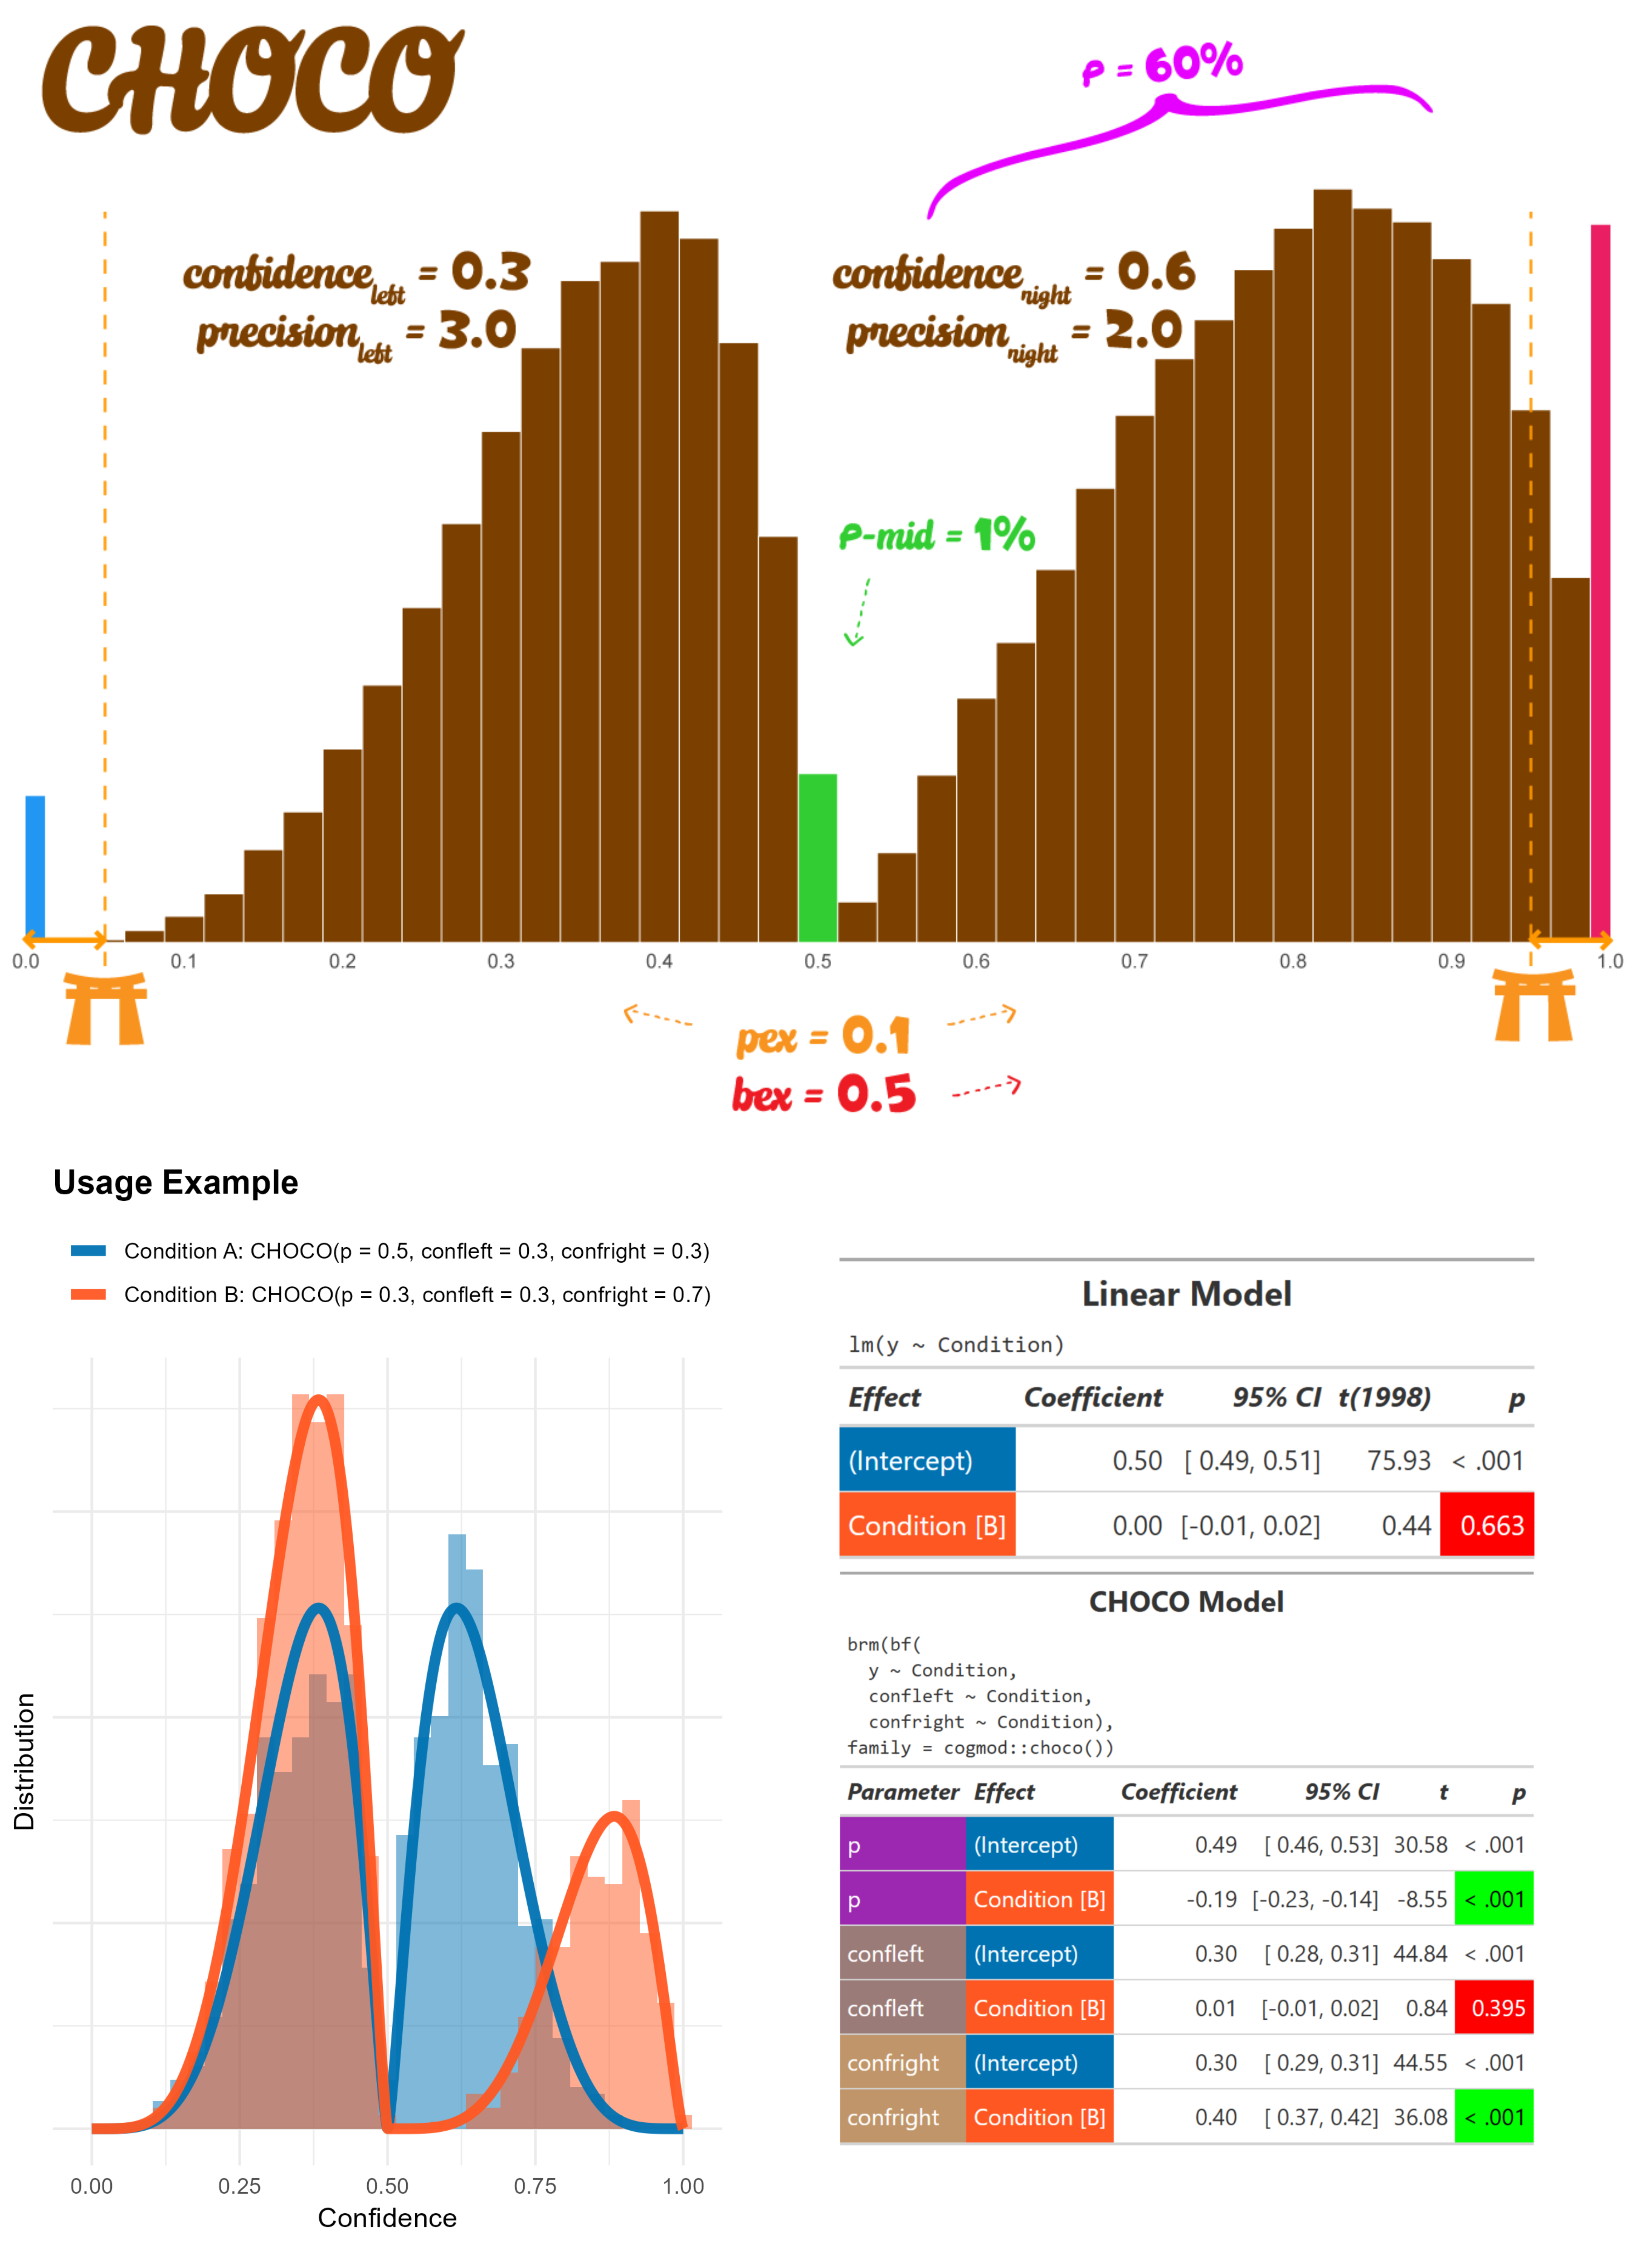 CHOCO
p = 60%
confidence left = 0.3
precision left = 3.0
confidence right = 0.6
precision right = 2.0
p-mid = 1%
0.0 0.1 0.2 0.3 0.4 0.5 0.6 0.7 0.8 0.9 1.0
pex = 0.1
bex = 0.5
Usage Example
Condition A: CHOCO(p = 0.5, confleft = 0.3, confright = 0.3)
Condition B: CHOCO(p = 0.3, confleft = 0.3, confright = 0.7)
Distribution
0.00 0.25 0.50 0.75 1.00
Confidence
Linear Model
lm(y ~ Condition)
Effect Coefficient 95% CI t(1998) p
(Intercept) 0.50 [ 0.49, 0.51] 75.93 < .001
Condition [B] 0.00 [-0.01, 0.02] 0.44 0.663
CHOCO Model
brm(bf(
y ~ Condition,
confleft ~ Condition,
confright ~ Condition),
family = cogmod::choco())
Parameter Effect Coefficient 95% CI t p
p (Intercept) 0.49 [ 0.46, 0.53] 30.58 < .001
p Condition [B] -0.19 [-0.23, -0.14] -8.55 < .001
confleft (Intercept) 0.30 [ 0.28, 0.31] 44.84 < .001
confleft Condition [B] 0.01 [-0.01, 0.02] 0.84 0.395
confright (Intercept) 0.30 [ 0.29, 0.31] 44.55 < .001
confright Condition [B] 0.40 [ 0.37, 0.42] 36.08 < .001